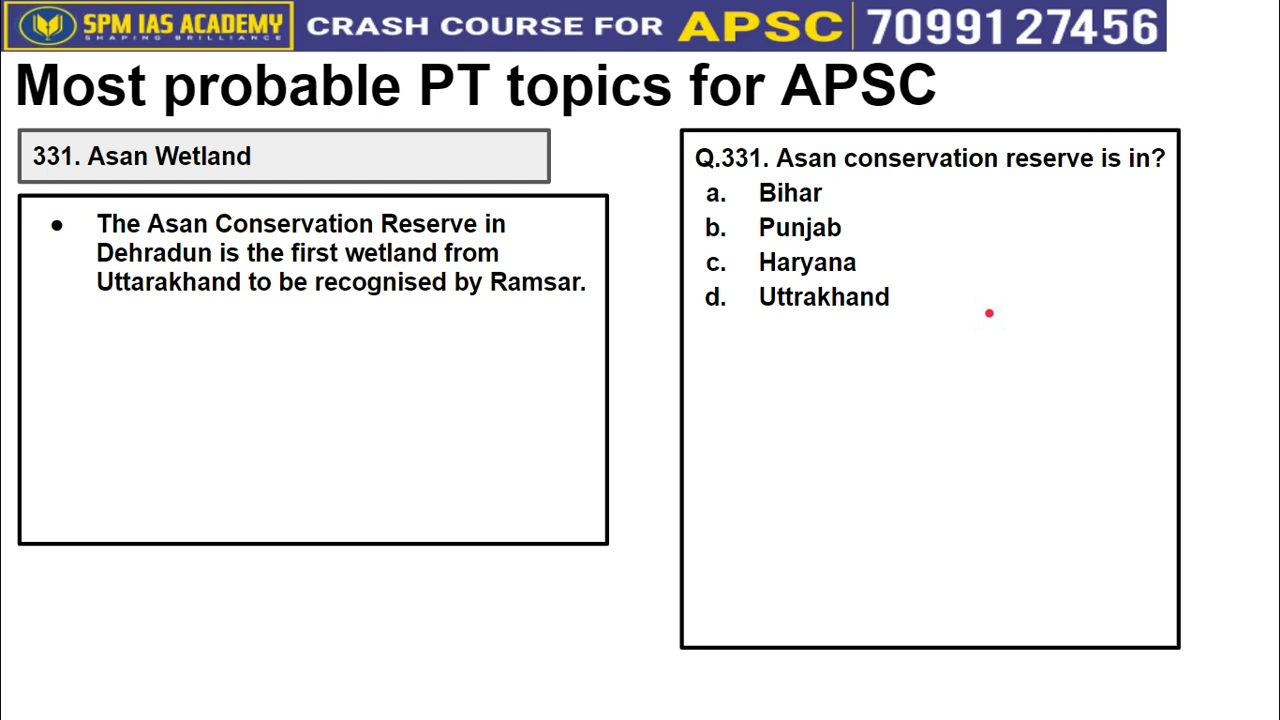 SPM IAS ACADEMY
SHAPING BRILLIANCE
CRASH COURSE FOR APSC 70991 27456
Most probable PT topics for APSC
331. Asan Wetland
● The Asan Conservation Reserve in
Dehradun is the first wetland from
Uttarakhand to be recognised by Ramsar.
Q.331. Asan conservation reserve is in?
a. Bihar
b. Punjab
c. Haryana
d. Uttrakhand